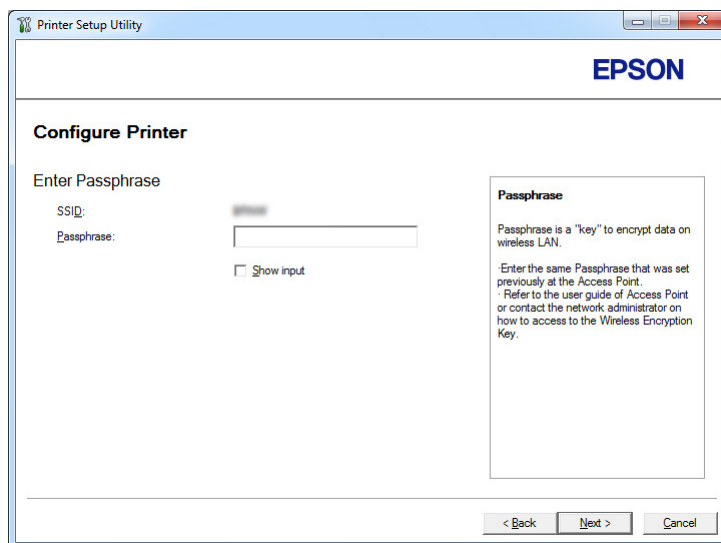 Printer Setup Utility
EPSON
Configure Printer
Enter Passphrase
SSID:
Passphrase:
Show input
Passphrase
Passphrase is a "key" to encrypt data on
wireless LAN.
·Enter the same Passphrase that was set
previously at the Access Point.
· Refer to the user guide of Access Point
or contact the network administrator on
how to access to the Wireless Encryption
Key.
< Back
Next >
Cancel